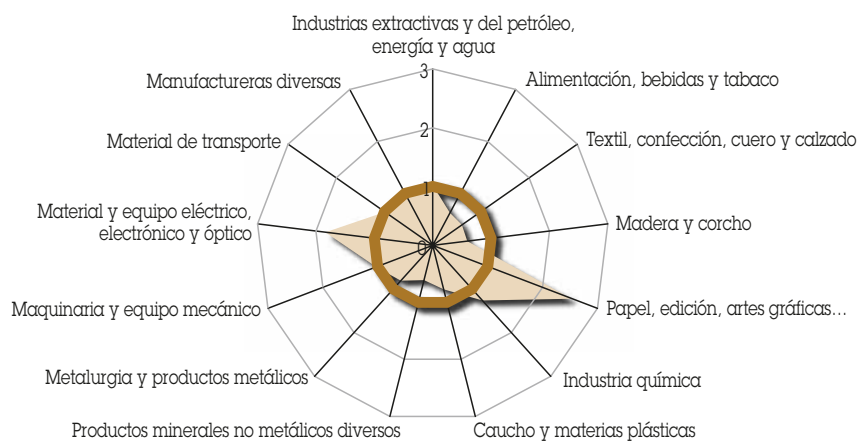 Industrias extractivas y del petróleo,
energía y agua
Alimentación, bebidas y tabaco
Textil, confección, cuero y calzado
Madera y corcho
Papel, edición, artes gráficas...
Industria química
Caucho y materias plásticas
Productos minerales no metálicos diversos
Metalurgia y productos metálicos
Maquinaria y equipo mecánico
Material y equipo eléctrico,
electrónico y óptico
Material de transporte
Manufactureras diversas
3
2
1
0